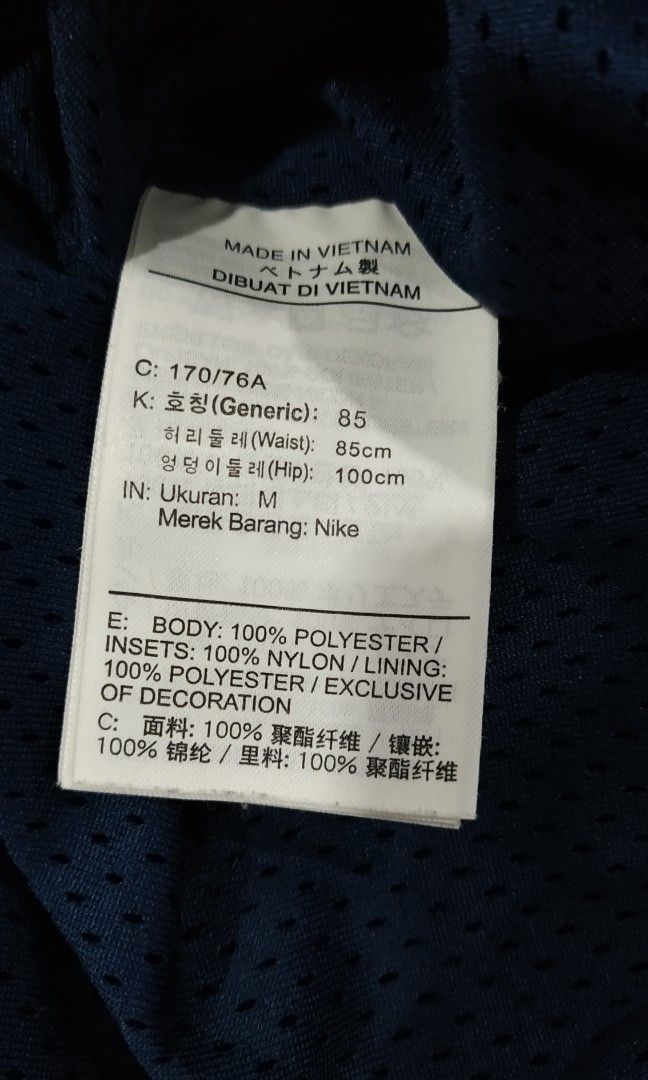 MADE IN VIETNAM
ベトナム製
DIBUAT DI VIETNAM
C: 170/76A
K: 호칭(Generic): 85
허리둘레(Waist): 85cm
엉덩이둘레(Hip): 100cm
IN: Ukuran: M
Merek Barang: Nike
E: BODY: 100% POLYESTER /
INSETS: 100% NYLON / LINING:
100% POLYESTER / EXCLUSIVE
OF DECORATION
C: 面料: 100% 聚酯纤维 / 镶嵌:
100% 锦纶 / 里料: 100% 聚酯纤维